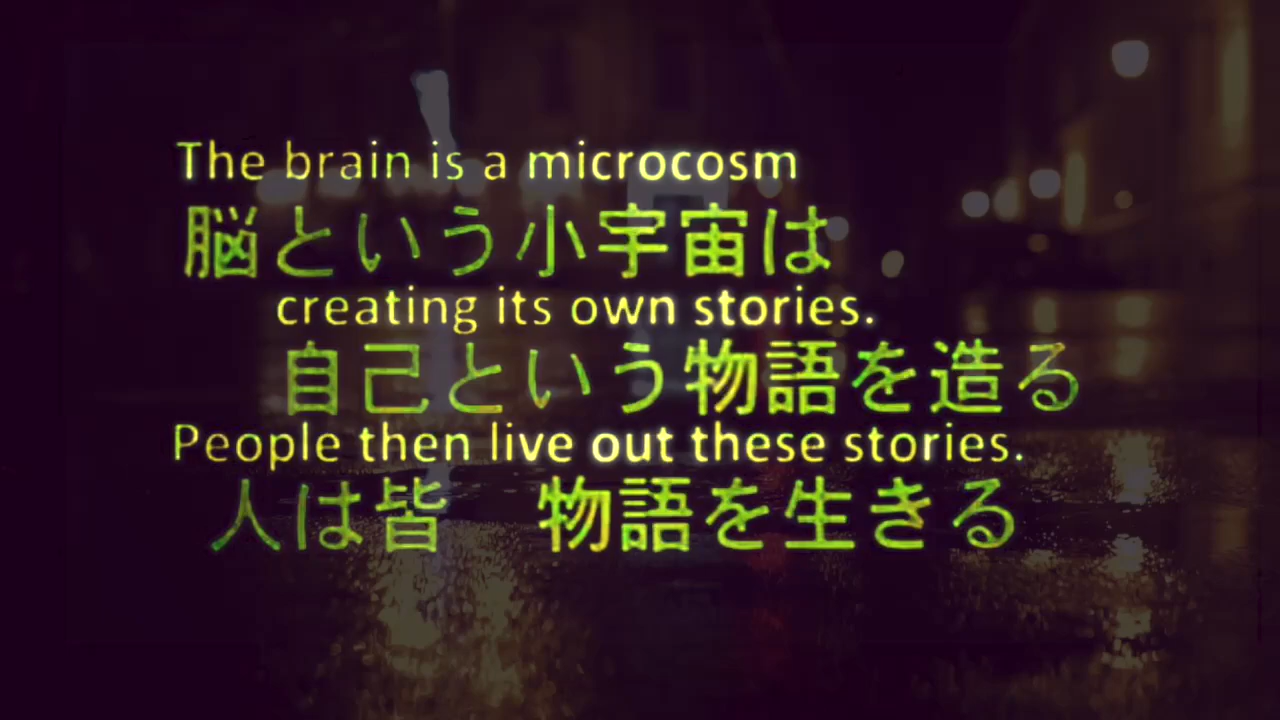 The brain is a microcosm
脳という小宇宙は
creating its own stories.
自己という物語を造る
People then live out these stories.
人は皆　物語を生きる